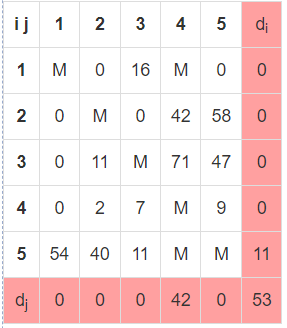 i j 1 2 3 4 5 di
1 M 0 16 M 0 0
2 0 M 0 42 58 0
3 0 11 M 71 47 0
4 0 2 7 M 9 0
5 54 40 11 M M 11
dj 0 0 0 42 0 53